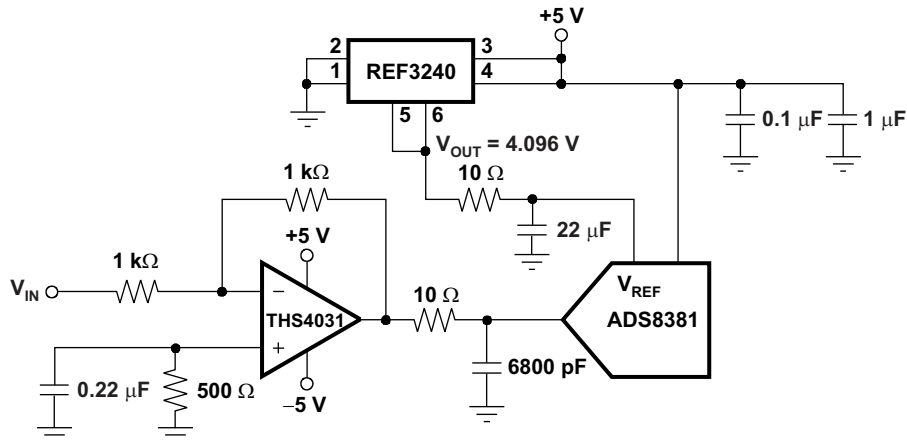 +5 V
2
1
REF3240
3
4
5
6
0.1 μF
1 μF
V_OUT = 4.096 V
1 kΩ
10 Ω
22 μF
+5 V
1 kΩ
V_IN
−
THS4031
+
10 Ω
V_REF
ADS8381
6800 pF
0.22 μF
500 Ω
−5 V